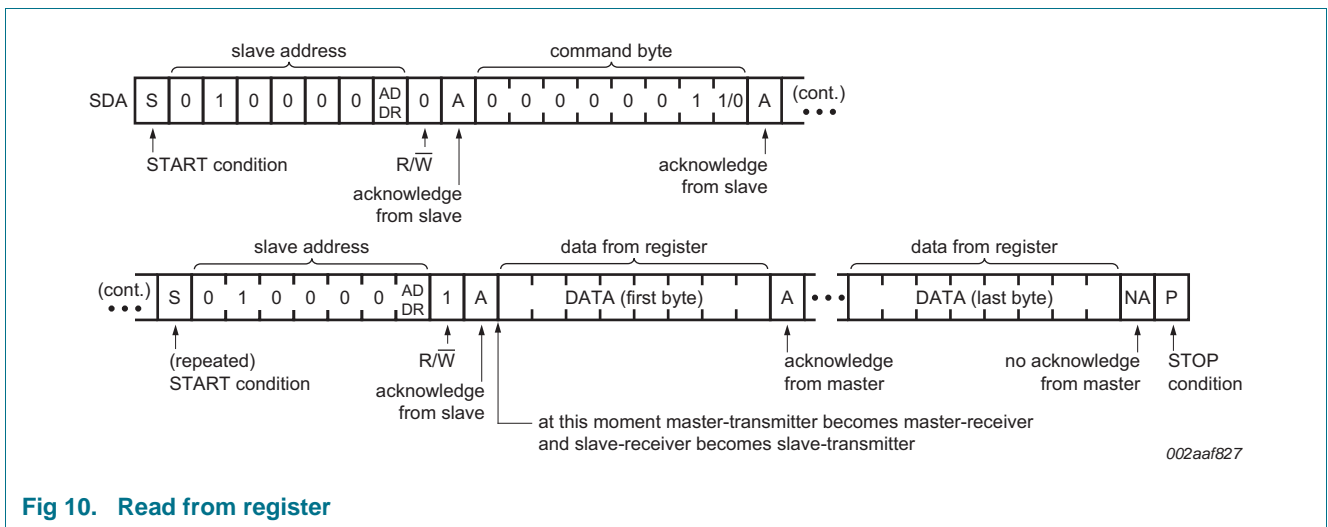 slave address command byte
SDA S 0 1 0 0 0 0 AD DR 0 A 0 0 0 0 0 0 1 1/0 A (cont.)
START condition R/W̅ acknowledge
acknowledge from slave
from slave
slave address data from register data from register
(cont.) S 0 1 0 0 0 0 AD DR 1 A DATA (first byte) A DATA (last byte) NA P
(repeated) R/W̅ acknowledge no acknowledge STOP
START condition acknowledge from master from master condition
from slave
at this moment master-transmitter becomes master-receiver
and slave-receiver becomes slave-transmitter
002aaf827
Fig 10. Read from register